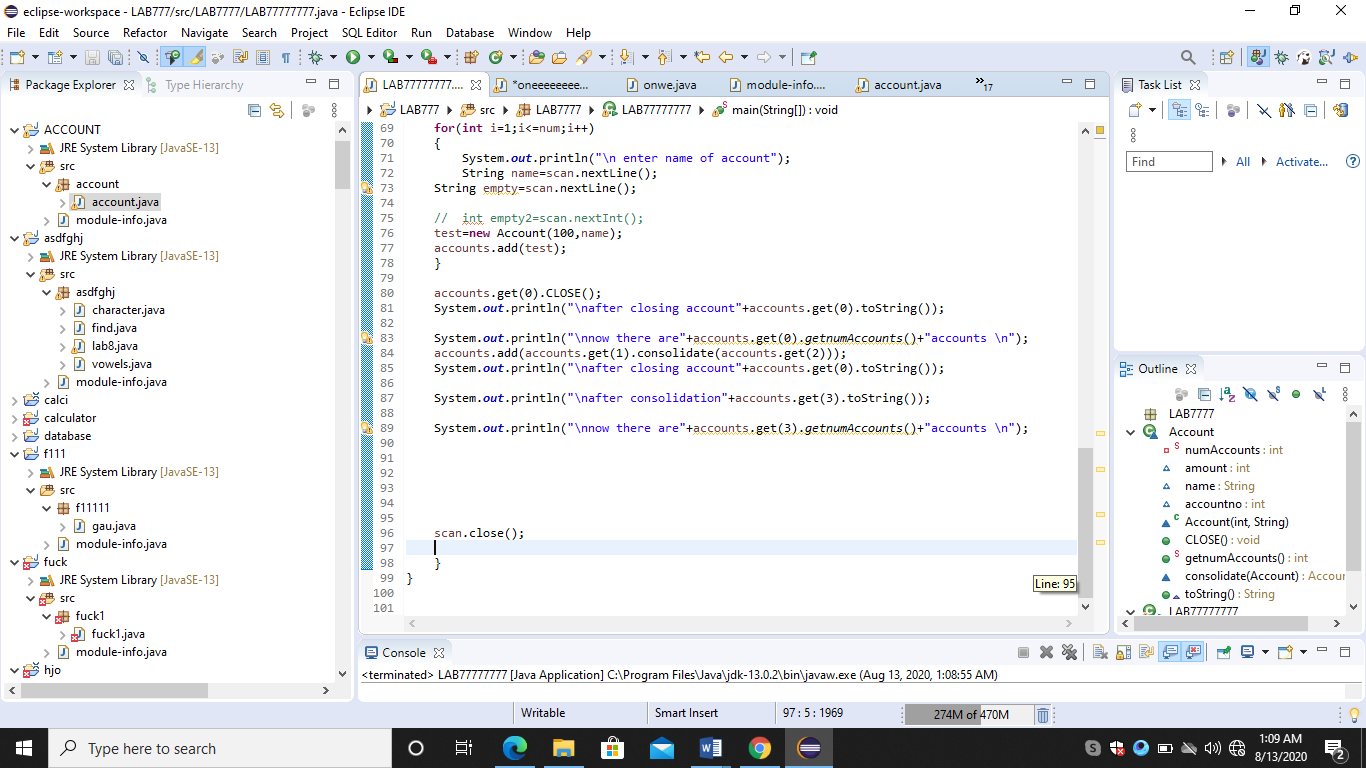 eclipse-workspace - LAB777/src/LAB7777/LAB77777777.java - Eclipse IDE
File Edit Source Refactor Navigate Search Project SQL Editor Run Database Window Help
Package Explorer Type Hierarchy
ACCOUNT
JRE System Library [JavaSE-13]
src
account
account.java
module-info.java
asdfghj
JRE System Library [JavaSE-13]
src
asdfghj
character.java
find.java
lab8.java
vowels.java
module-info.java
calci
calculator
database
f111
JRE System Library [JavaSE-13]
src
f11111
gau.java
module-info.java
fuck
JRE System Library [JavaSE-13]
src
fuck1
fuck1.java
module-info.java
hjo
LAB77777777.... *oneeeeeeee... onwe.java module-info.... account.java »17
LAB777 src LAB7777 LAB77777777 main(String[]) : void
69 for(int i=1;i<=num;i++)
70 {
71 System.out.println("\n enter name of account");
72 String name=scan.nextLine();
73 String empty=scan.nextLine();
74
75 // int empty2=scan.nextInt();
76 test=new Account(100,name);
77 accounts.add(test);
78 }
79
80 accounts.get(0).CLOSE();
81 System.out.println("\nafter closing account"+accounts.get(0).toString());
82
83 System.out.println("\nnow there are"+accounts.get(0).getnumAccounts()+"accounts \n");
84 accounts.add(accounts.get(1).consolidate(accounts.get(2)));
85 System.out.println("\nafter closing account"+accounts.get(0).toString());
86
87 System.out.println("\nafter consolidation"+accounts.get(3).toString());
88
89 System.out.println("\nnow there are"+accounts.get(3).getnumAccounts()+"accounts \n");
90
91
92
93
94
95
96 scan.close();
97
98 }
99 }
100
101
Line: 95
Task List
Find All Activate...
Outline
LAB7777
Account
numAccounts : int
amount : int
name : String
accountno : int
Account(int, String)
CLOSE() : void
getnumAccounts() : int
consolidate(Account) : Accour
toString() : String
LAB77777777
Console
<terminated> LAB77777777 [Java Application] C:\Program Files\Java\jdk-13.0.2\bin\javaw.exe (Aug 13, 2020, 1:08:55 AM)
Writable Smart Insert 97 : 5 : 1969 274M of 470M
Type here to search
1:09 AM
8/13/2020
2